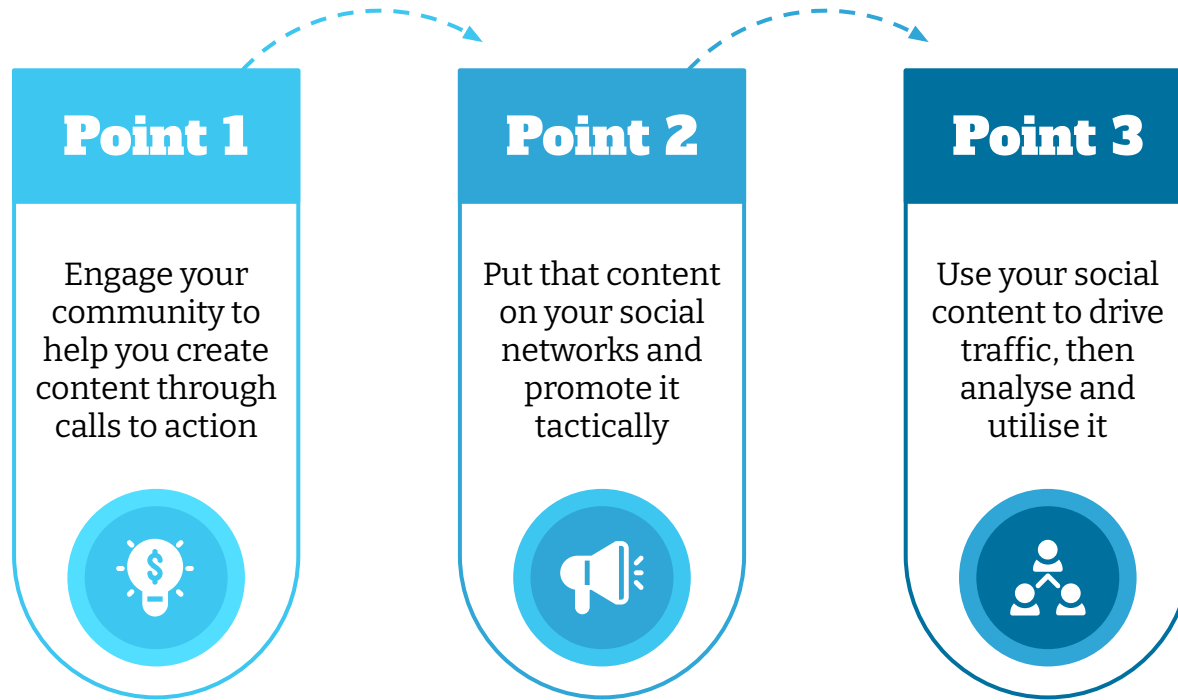 Point 1
Engage your
community to
help you create
content through
calls to action
$
Point 2
Put that content
on your social
networks and
promote it
tactically
Point 3
Use your social
content to drive
traffic, then
analyse and
utilise it